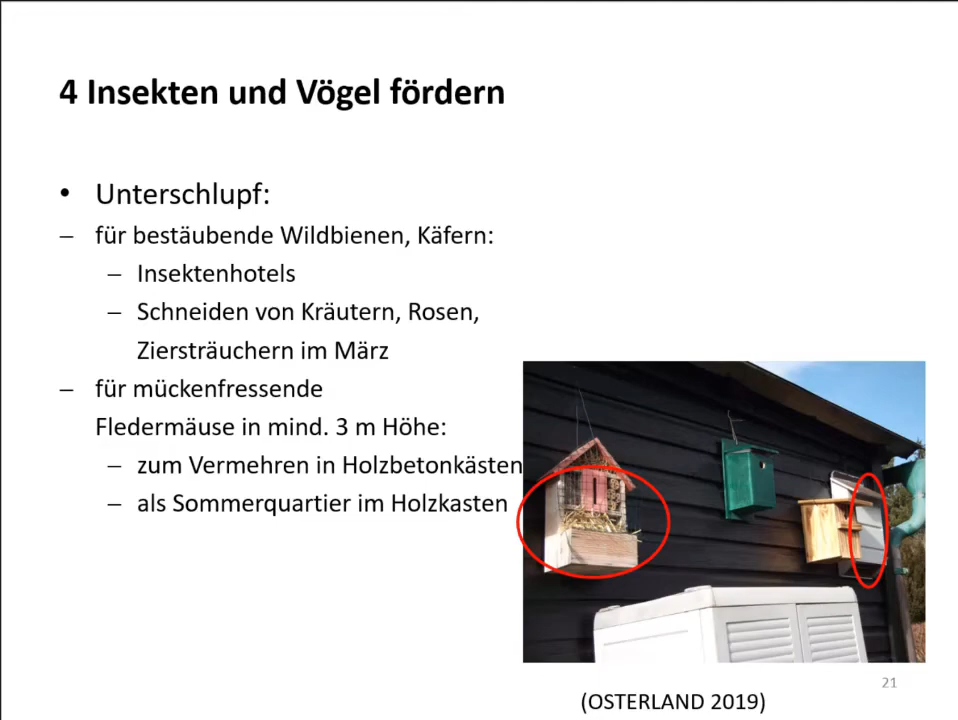 4 Insekten und Vögel fördern
• Unterschlupf:
– für bestäubende Wildbienen, Käfern:
– Insektenhotels
– Schneiden von Kräutern, Rosen,
Ziersträuchern im März
– für mückenfressende
Fledermäuse in mind. 3 m Höhe:
– zum Vermehren in Holzbetonkästen
– als Sommerquartier im Holzkasten
21
(OSTERLAND 2019)